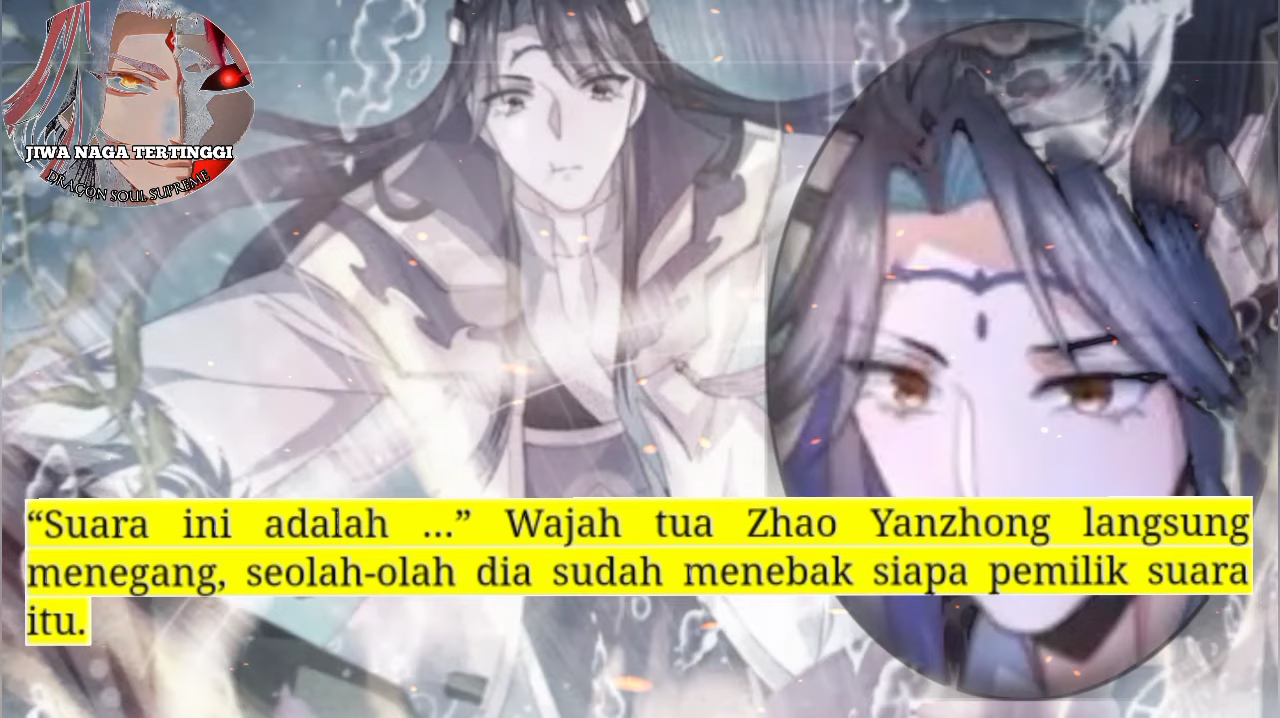 JIWA NAGA TERTINGGI
DRAGON SOUL SUPREME
“Suara ini adalah ...” Wajah tua Zhao Yanzhong langsung
menegang, seolah-olah dia sudah menebak siapa pemilik suara
itu.